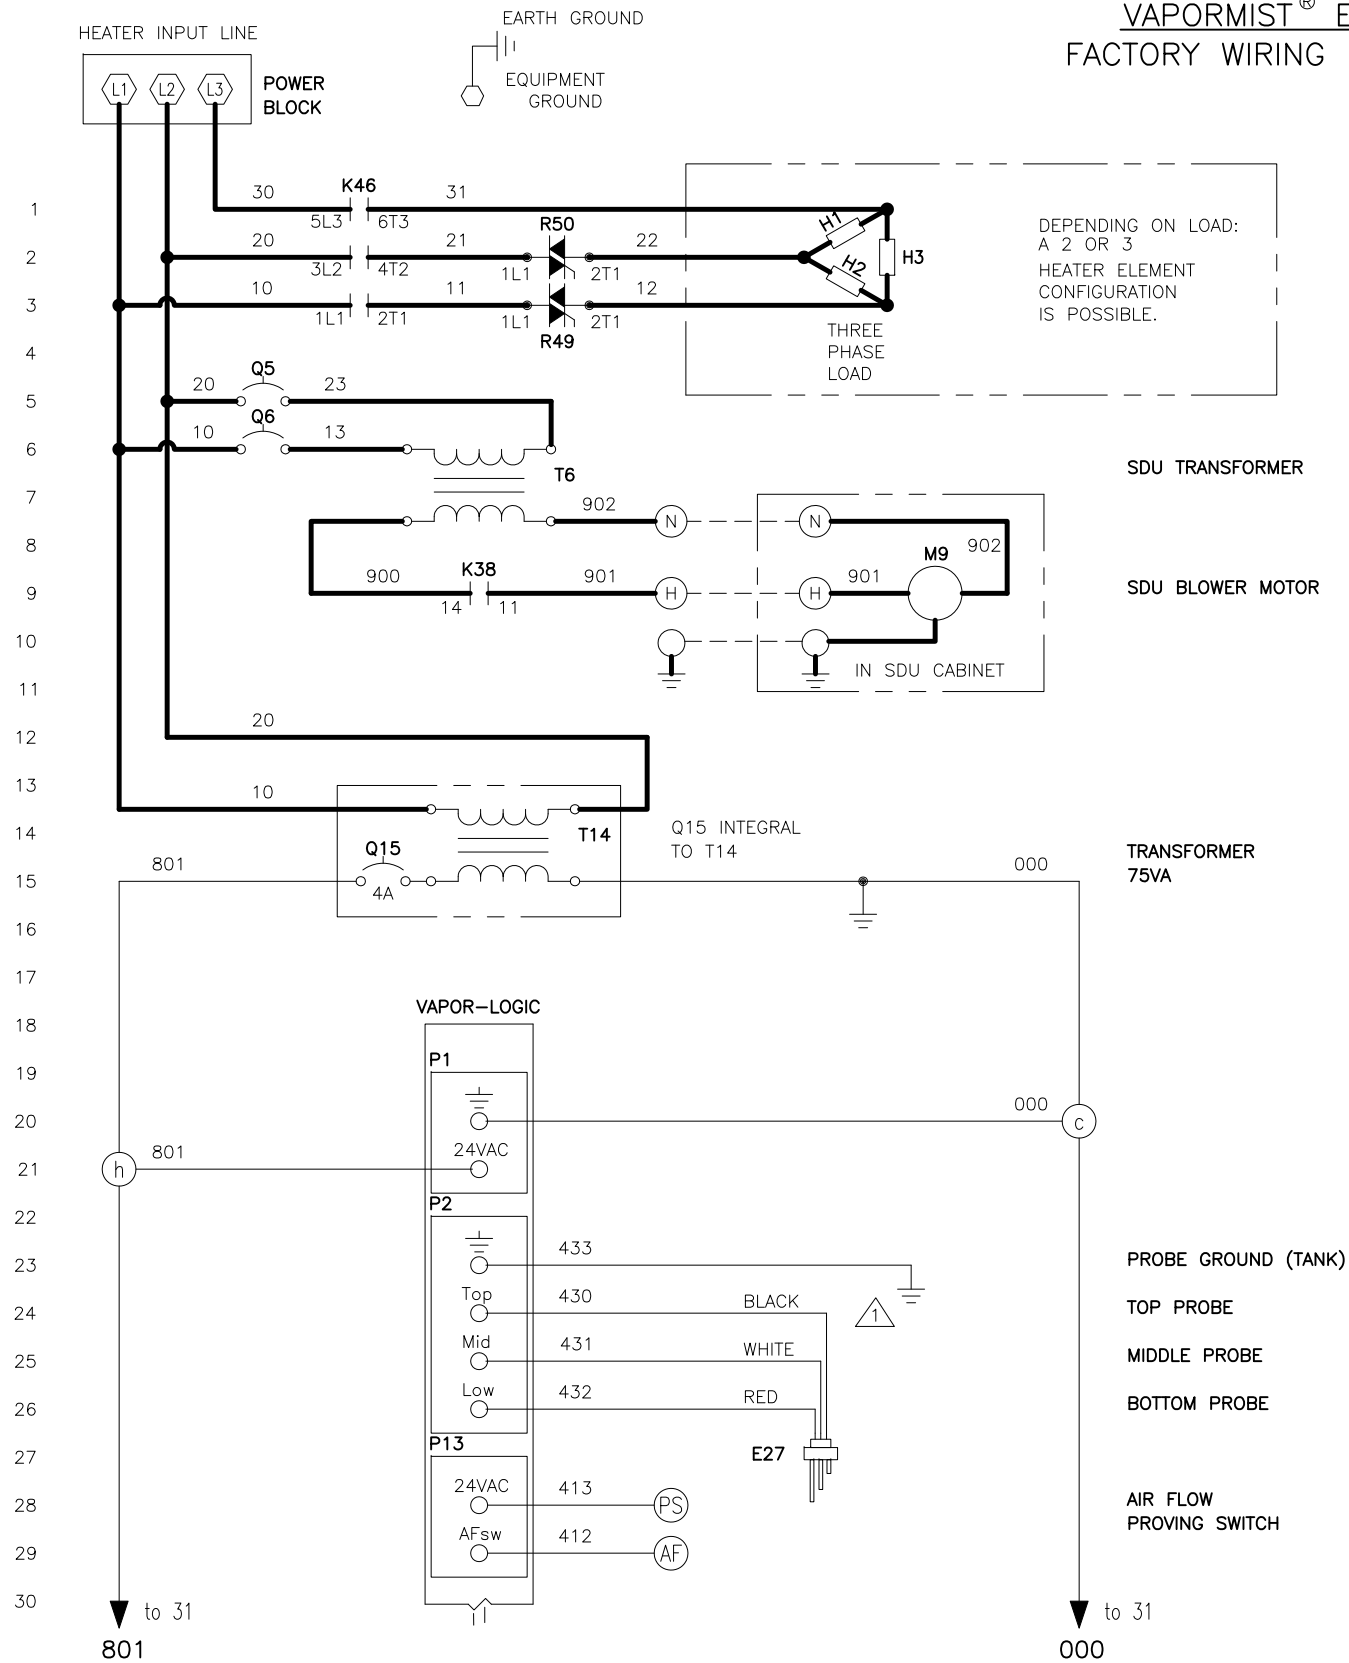 VAPORMIST® E
FACTORY WIRING
EARTH GROUND
HEATER INPUT LINE
EQUIPMENT
GROUND
L1 L2 L3
POWER
BLOCK
1
30 K46 31
5L3 6T3
R50
H1
DEPENDING ON LOAD:
A 2 OR 3
HEATER ELEMENT
CONFIGURATION
IS POSSIBLE.
2
20 21 22
3L2 4T2 1L1 2T1
H2 H3
3
10 11 12
1L1 2T1 1L1 2T1
R49
THREE
PHASE
LOAD
4
Q5
5
20 23
Q6
6
10 13
T6
SDU TRANSFORMER
7
902
N N
8
902
M9
9
900 K38 901
14 11
H H
901
SDU BLOWER MOTOR
10
IN SDU CABINET
11
12
20
13
10
14
T14
Q15 INTEGRAL
TO T14
TRANSFORMER
75VA
15
801
Q15
4A
000
16
17
VAPOR-LOGIC
18
19
P1
20
000
c
24VAC
21
h
801
22
P2
23
433
PROBE GROUND (TANK)
24
Top
430
BLACK
1
TOP PROBE
25
Mid
431
WHITE
MIDDLE PROBE
26
Low
432
RED
BOTTOM PROBE
27
P13
E27
28
24VAC
413
PS
AIR FLOW
PROVING SWITCH
29
AFsw
412
AF
30
to 31
to 31
801
000